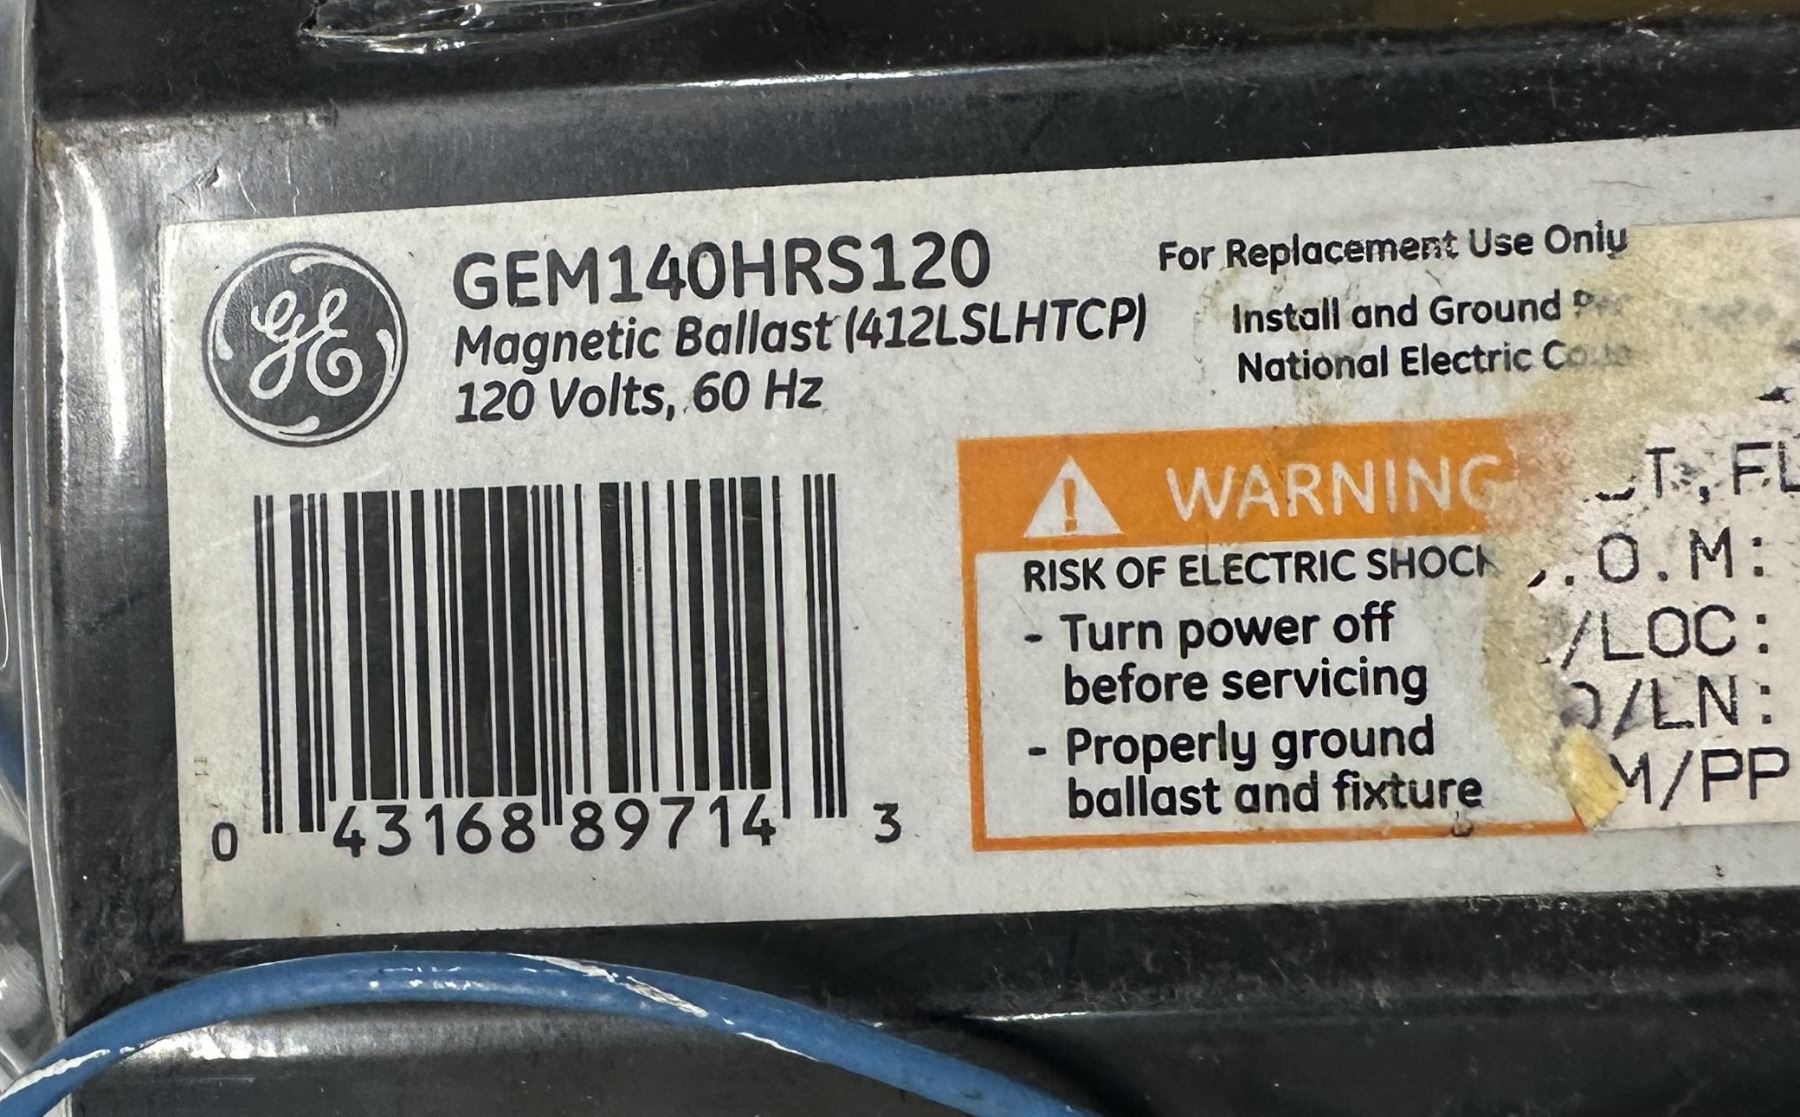 GE
GEM140HRS120
Magnetic Ballast (412LSLHTCP)
120 Volts, 60 Hz
For Replacement Use Only
Install and Ground
National Electric
WARNING
RISK OF ELECTRIC SHOCK
- Turn power off
before servicing
- Properly ground
ballast and fixture
0 43168 89714 3
.O.M:
/LOC:
/LN:
M/PP